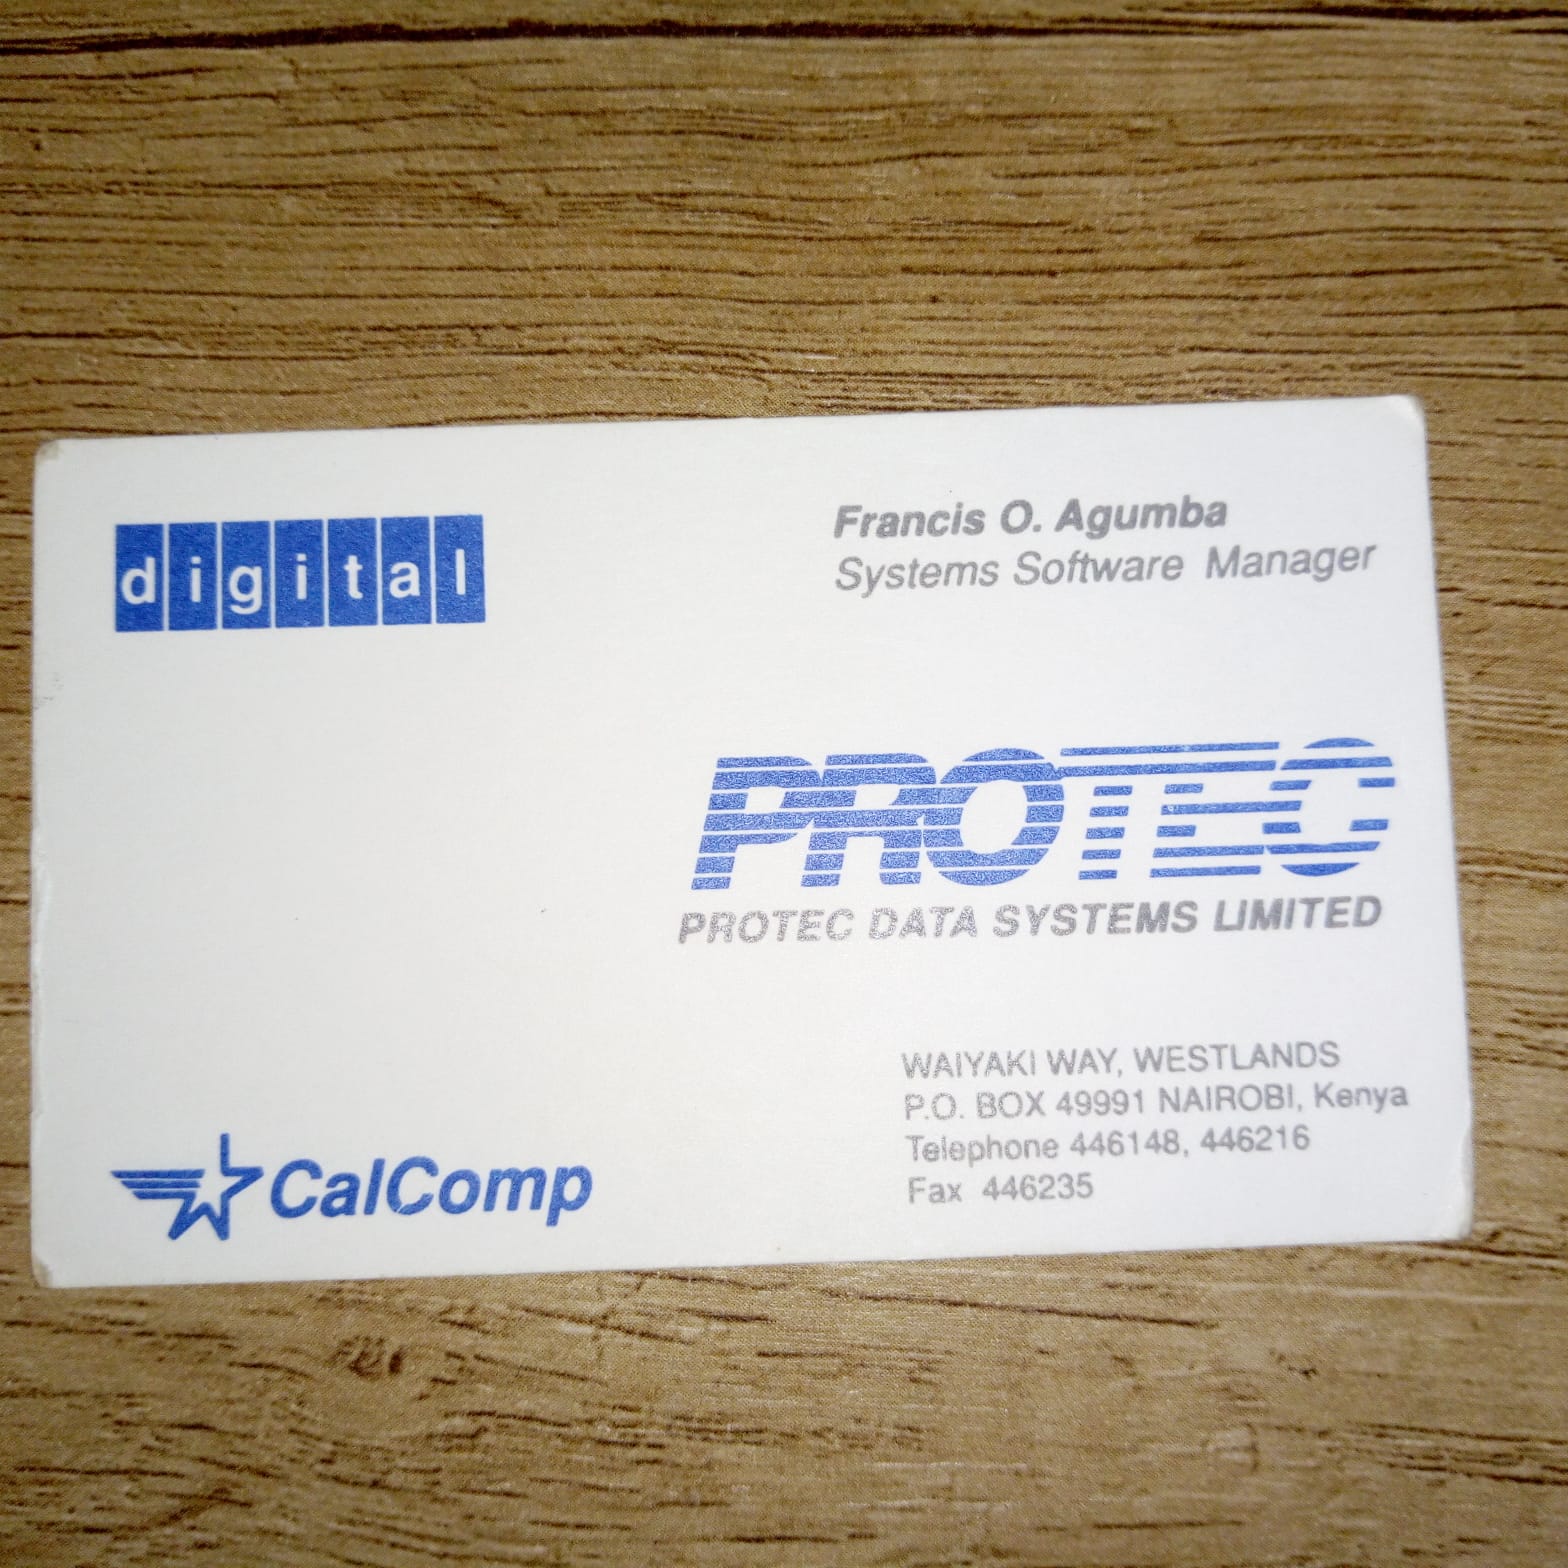 digital
Francis O. Agumba
Systems Software Manager
PROTEC
PROTEC DATA SYSTEMS LIMITED
WAIYAKI WAY, WESTLANDS
P.O. BOX 49991 NAIROBI, Kenya
Telephone 446148, 446216
Fax 446235
CalComp